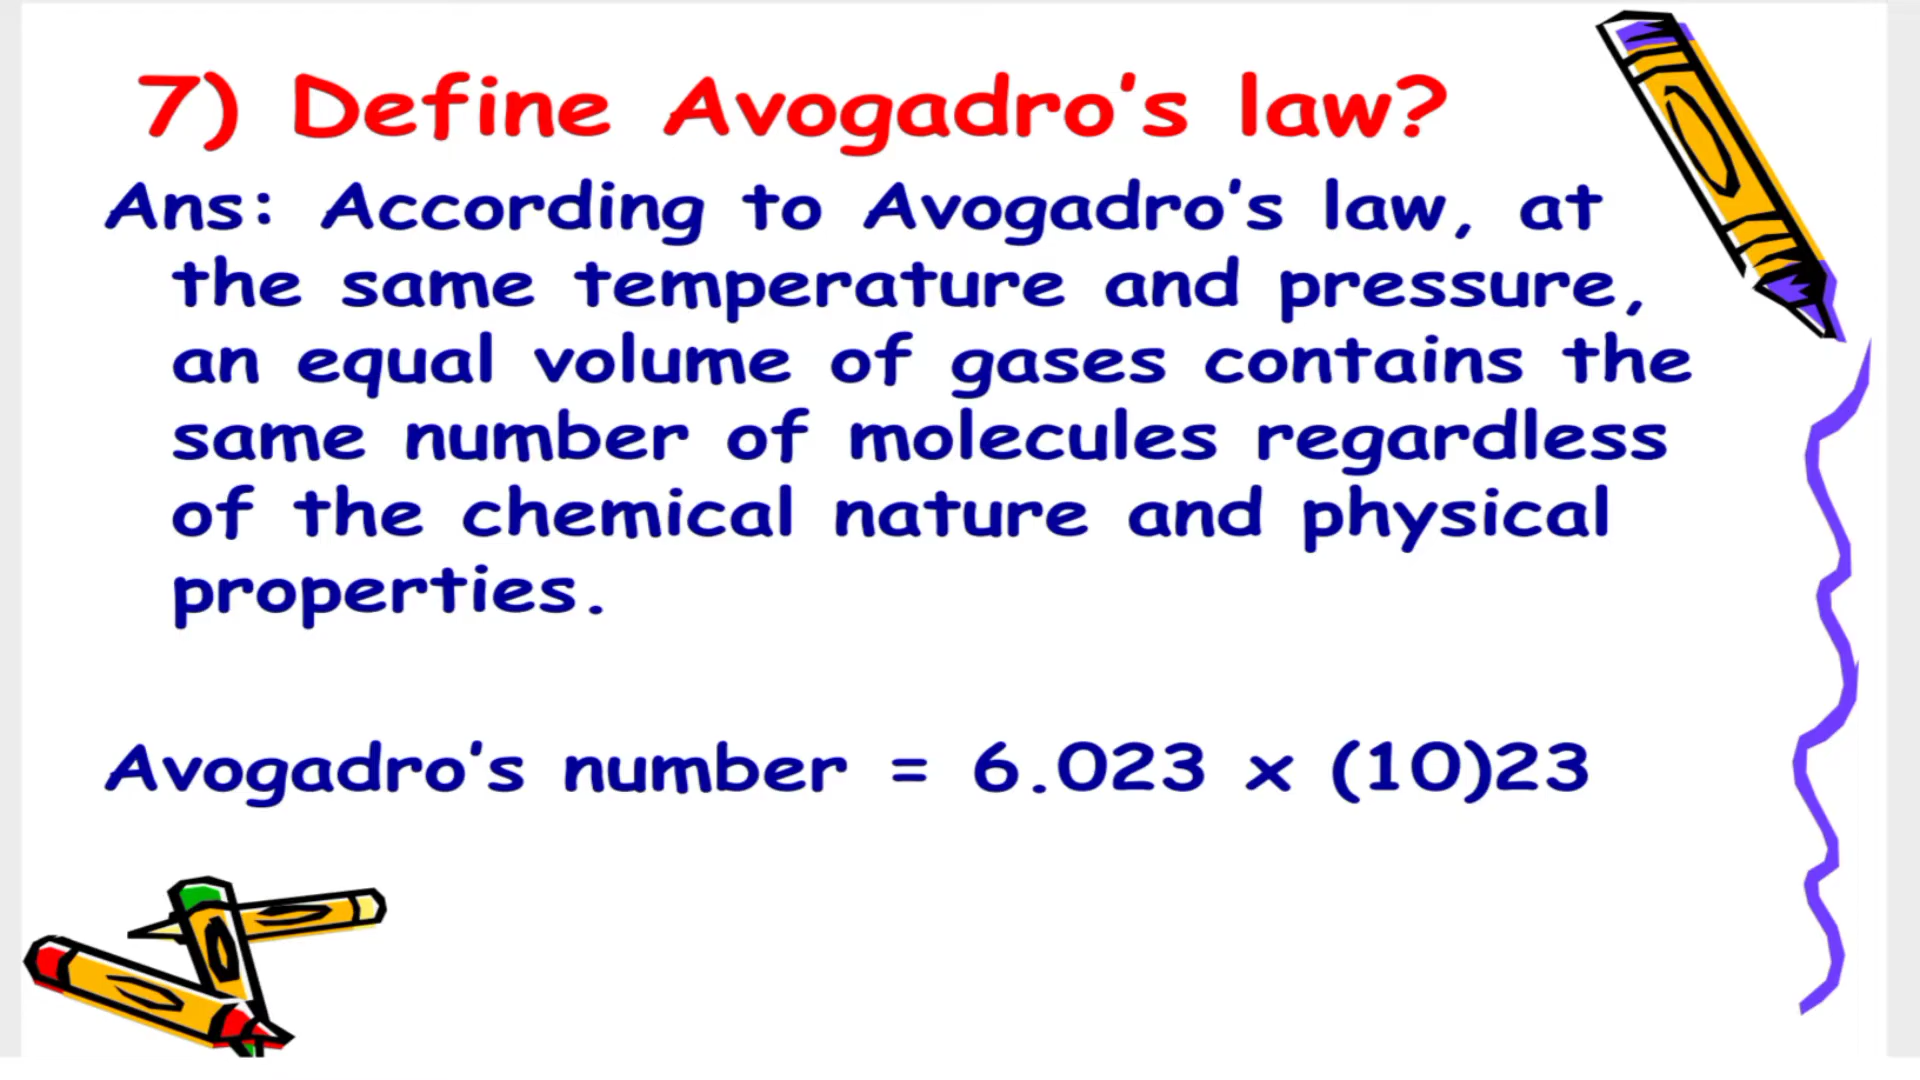 7) Define Avogadro's law?
Ans: According to Avogadro's law, at
the same temperature and pressure,
an equal volume of gases contains the
same number of molecules regardless
of the chemical nature and physical
properties.
Avogadro's number = 6.023 x (10)23